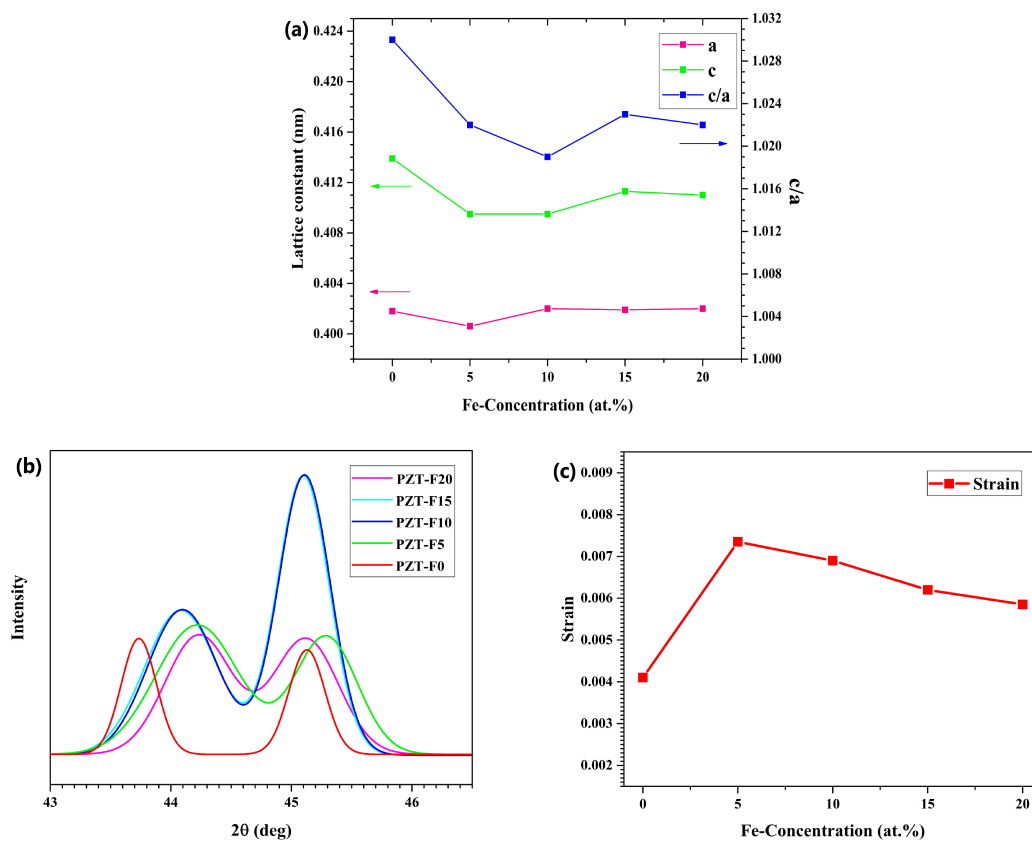 (a)
a
c
c/a
0.424
0.420
0.416
0.412
0.408
0.404
0.400
Lattice constant (nm)
1.032
1.028
1.024
1.020
1.016
1.012
1.008
1.004
1.000
c/a
0 5 10 15 20
Fe-Concentration (at.%)
(b)
PZT-F20
PZT-F15
PZT-F10
PZT-F5
PZT-F0
Intensity
43 44 45 46
2θ (deg)
(c)
Strain
0.009
0.008
0.007
0.006
0.005
0.004
0.003
0.002
Strain
0 5 10 15 20
Fe-Concentration (at.%)